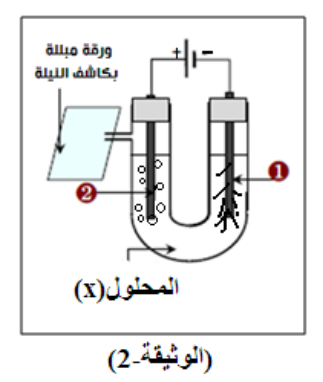 ورقة مبللة
بكاشف النيلة
+ -
❶
❷
المحلول(x)
(الوثيقة-2)